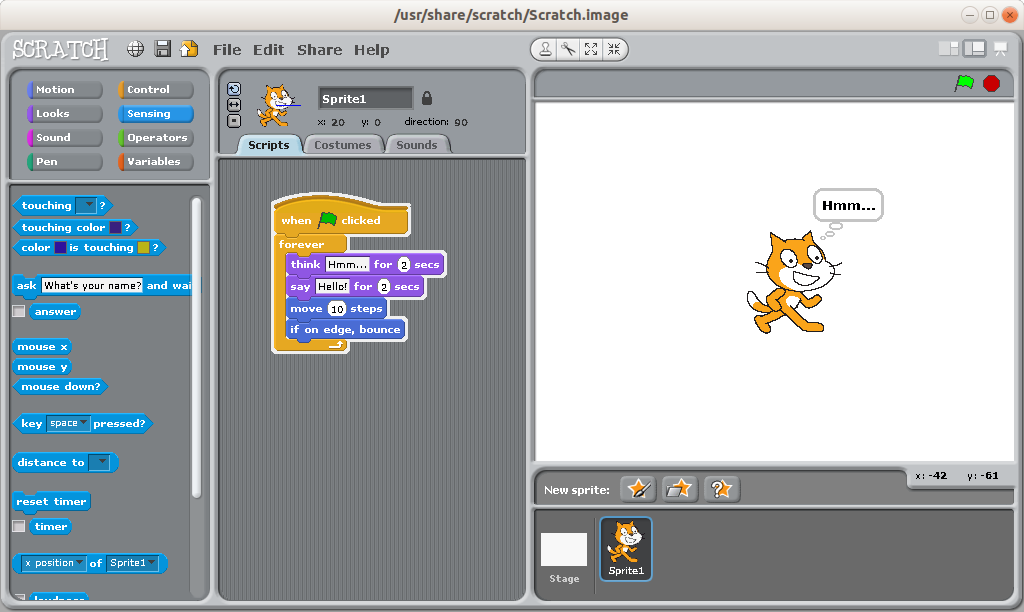 /usr/share/scratch/Scratch.image
SCRATCH File Edit Share Help
Motion Control
Looks Sensing
Sound Operators
Pen Variables
touching ?
touching color ?
color is touching ?
ask What's your name? and wai
answer
mouse x
mouse y
mouse down?
key space pressed?
distance to
reset timer
timer
x position of Sprite1
loudness
Sprite1
x: 20 y: 0 direction: 90
Scripts Costumes Sounds
when clicked
forever
think Hmm... for 2 secs
say Hello! for 2 secs
move 10 steps
if on edge, bounce
Hmm...
x: -42 y: -61
New sprite:
Stage
Sprite1